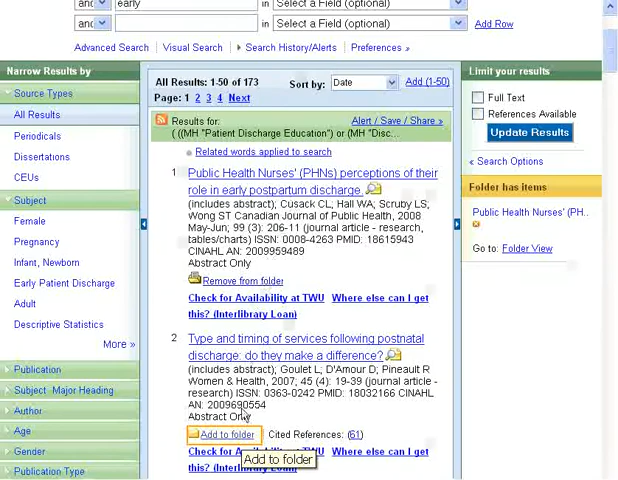 and early in Select a Field (optional)
and in Select a Field (optional) Add Row
Advanced Search Visual Search Search History/Alerts Preferences »
Narrow Results by
Source Types
All Results
Periodicals
Dissertations
CEUs
Subject
Female
Pregnancy
Infant, Newborn
Early Patient Discharge
Adult
Descriptive Statistics
More »
Publication
Subject Major Heading
Author
Age
Gender
Publication Type
All Results: 1-50 of 173 Sort by: Date Add (1-50)
Page: 1 2 3 4 Next
Results for: Alert / Save / Share »
( ((MH "Patient Discharge Education") or (MH "Disc...
Related words applied to search
1 Public Health Nurses' (PHNs) perceptions of their
role in early postpartum discharge.
(includes abstract); Cusack CL; Hall WA; Scruby LS;
Wong ST Canadian Journal of Public Health, 2008
May-Jun; 99 (3): 206-11 (journal article - research,
tables/charts) ISSN: 0008-4263 PMID: 18615943
CINAHL AN: 2009959489
Abstract Only
Remove from folder
Check for Availability at TWU Where else can I get
this? (Interlibrary Loan)
2 Type and timing of services following postnatal
discharge: do they make a difference?
(includes abstract); Goulet L; D'Amour D; Pineault R
Women & Health, 2007; 45 (4): 19-39 (journal article -
research) ISSN: 0363-0242 PMID: 18032166 CINAHL
AN: 2009690554
Abstract Only
Add to folder Cited References: (61)
Check for Availability at TWU Where else can I get
Add to folder
this? (Interlibrary Loan)
Limit your results
Full Text
References Available
Update Results
« Search Options
Folder has items
Public Health Nurses' (PH..
Go to: Folder View